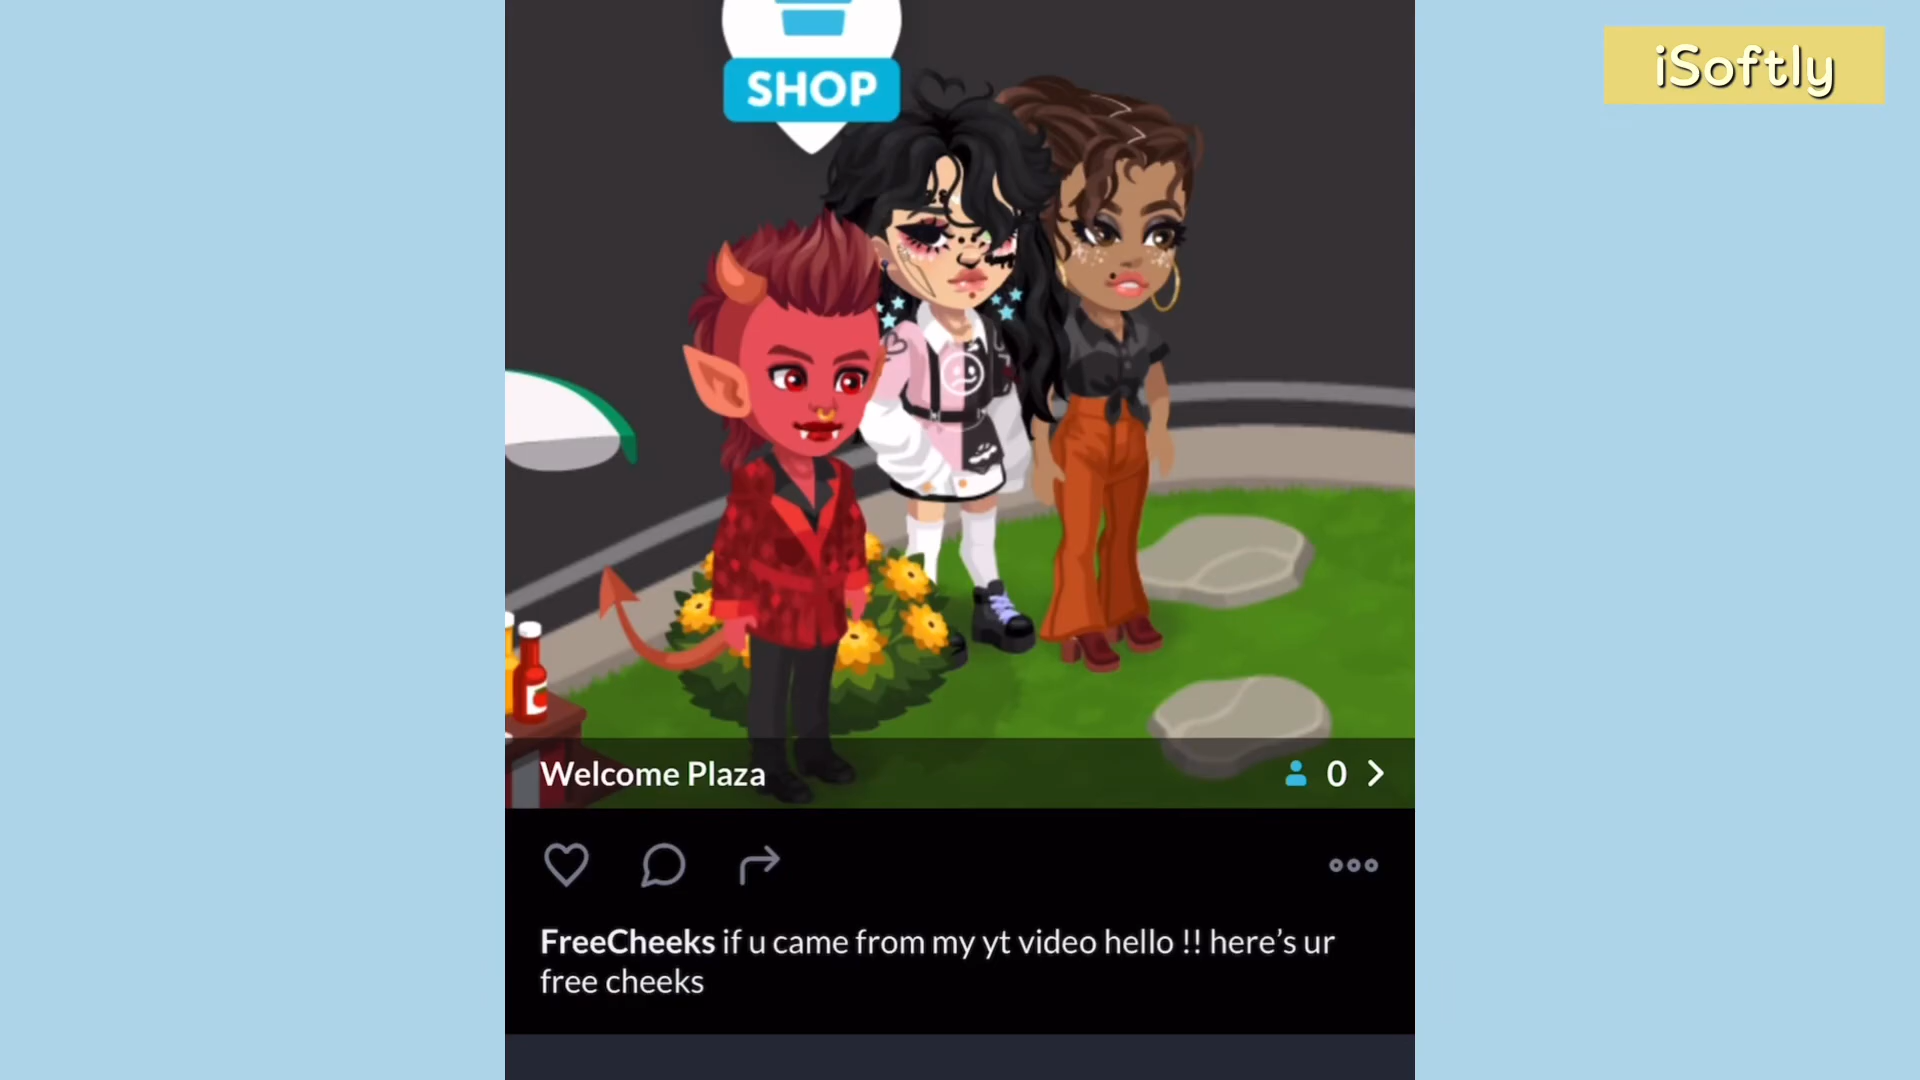 SHOP
iSoftly
Welcome Plaza
0
FreeCheeks if u came from my yt video hello !! here’s ur
free cheeks